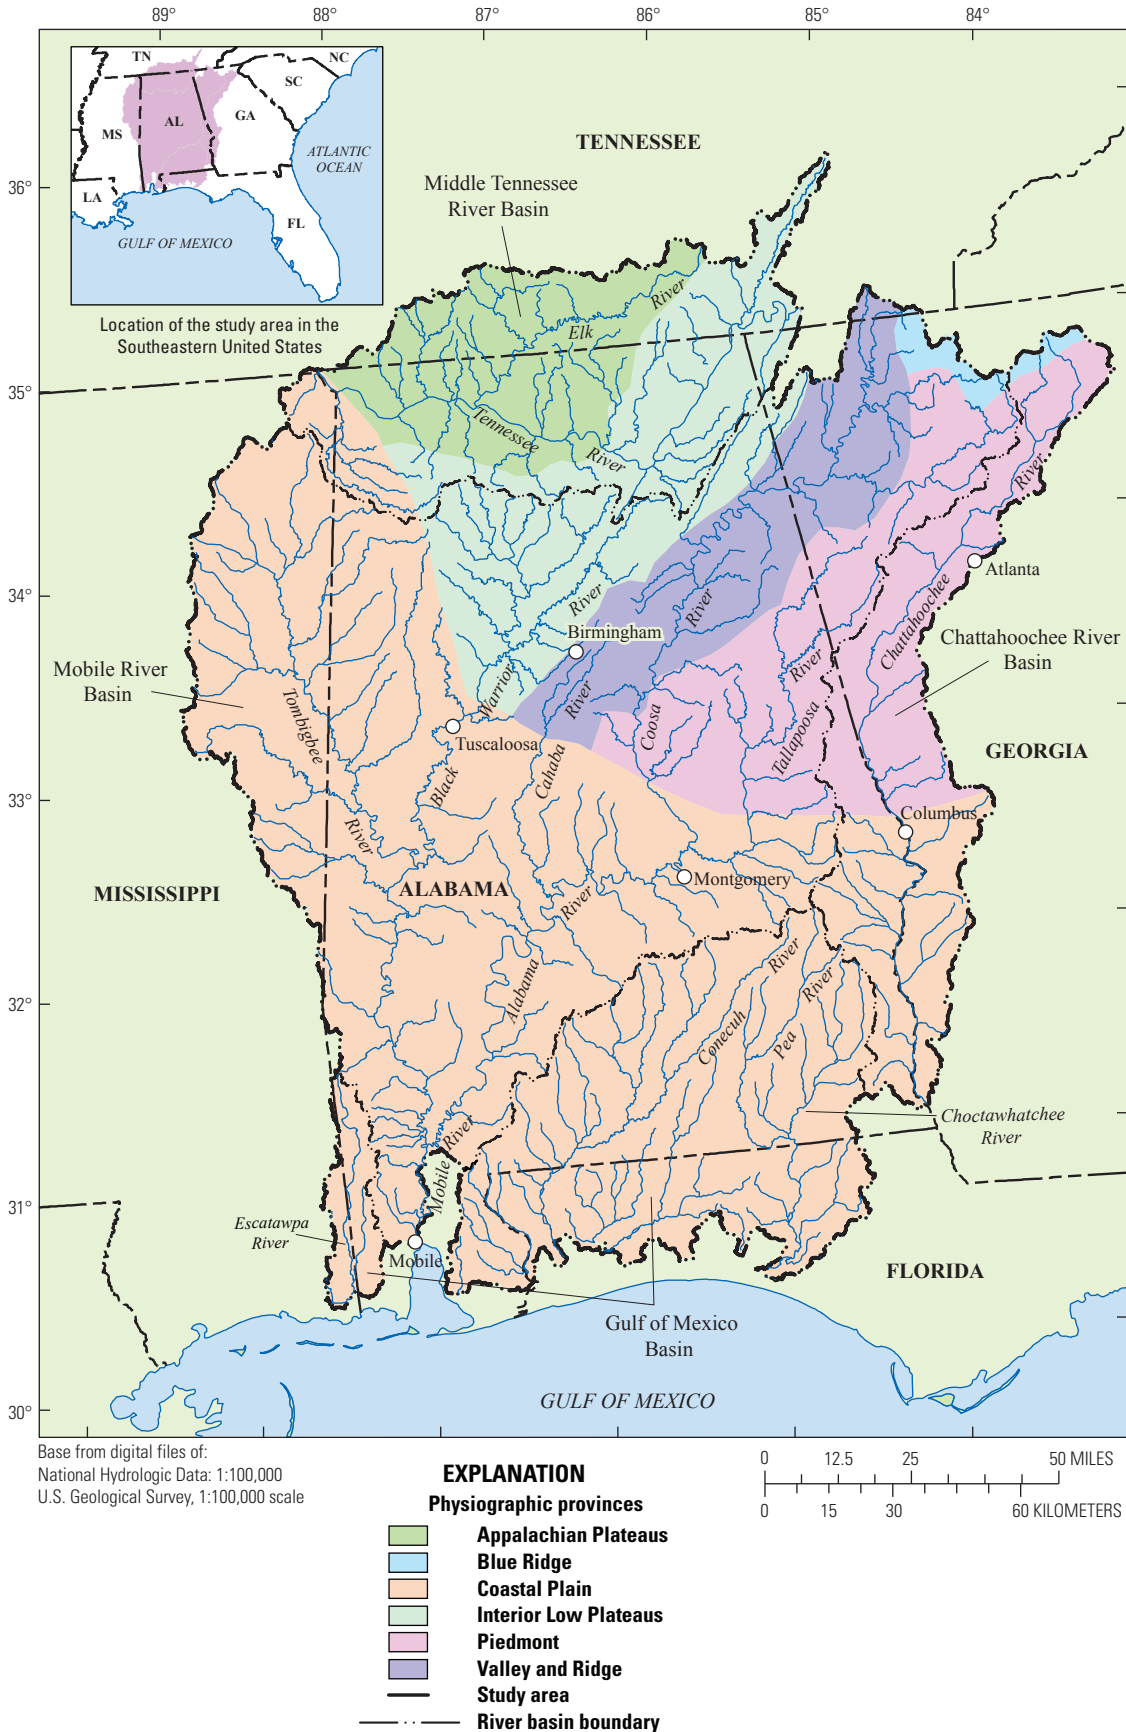 89°
88°
87°
86°
85°
84°
TN
NC
SC
MS
AL
GA
ATLANTIC
OCEAN
LA
FL
GULF OF MEXICO
Location of the study area in the
Southeastern United States
TENNESSEE
Middle Tennessee
River Basin
36°
River
Elk
35°
Tennessee
River
River
34°
Atlanta
River
River
Birmingham
Chattahoochee
Chattahoochee River
Basin
Mobile River
Basin
Warrior
River
River
Tombigbee
Tuscaloosa
Coosa
Tallapoosa
GEORGIA
Black
Cahaba
33°
Columbus
River
MISSISSIPPI
ALABAMA
Montgomery
River
32°
Alabama
River
River
Conecuh
Pea
Choctawhatchee
River
River
Mobile
31°
Escatawpa
River
Mobile
FLORIDA
Gulf of Mexico
Basin
GULF OF MEXICO
30°
Base from digital files of:
National Hydrologic Data: 1:100,000
U.S. Geological Survey, 1:100,000 scale
0 12.5 25 50 MILES
0 15 30 60 KILOMETERS
EXPLANATION
Physiographic provinces
Appalachian Plateaus
Blue Ridge
Coastal Plain
Interior Low Plateaus
Piedmont
Valley and Ridge
Study area
River basin boundary